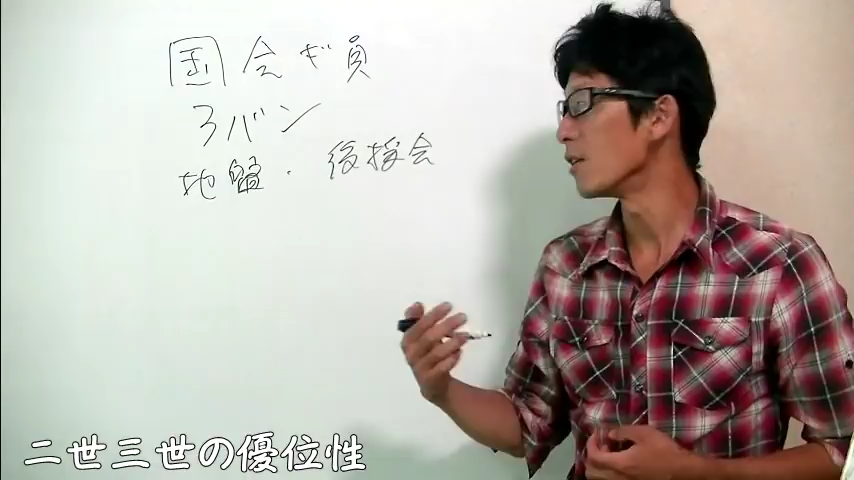 国会ギ員
3バン
地盤・後援会
二世三世の優位性